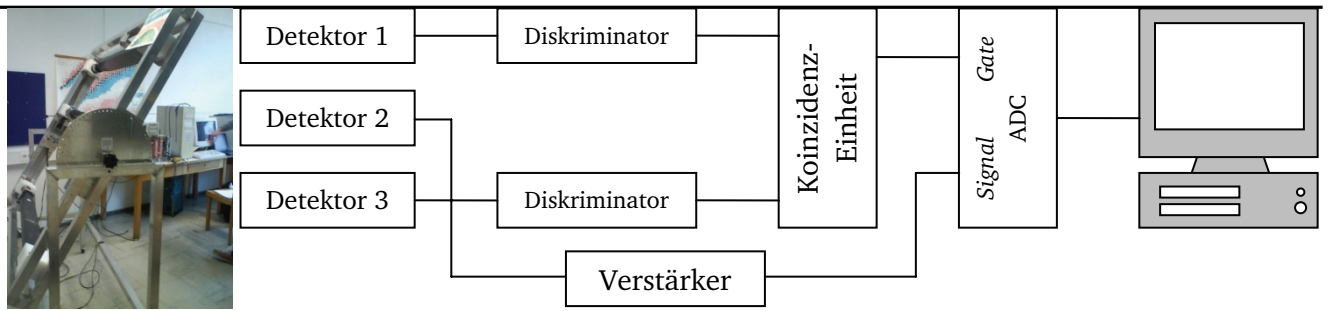 Detektor 1
Diskriminator
Detektor 2
Detektor 3
Diskriminator
Verstärker
Koinzidenz-
Einheit
Signal Gate
ADC